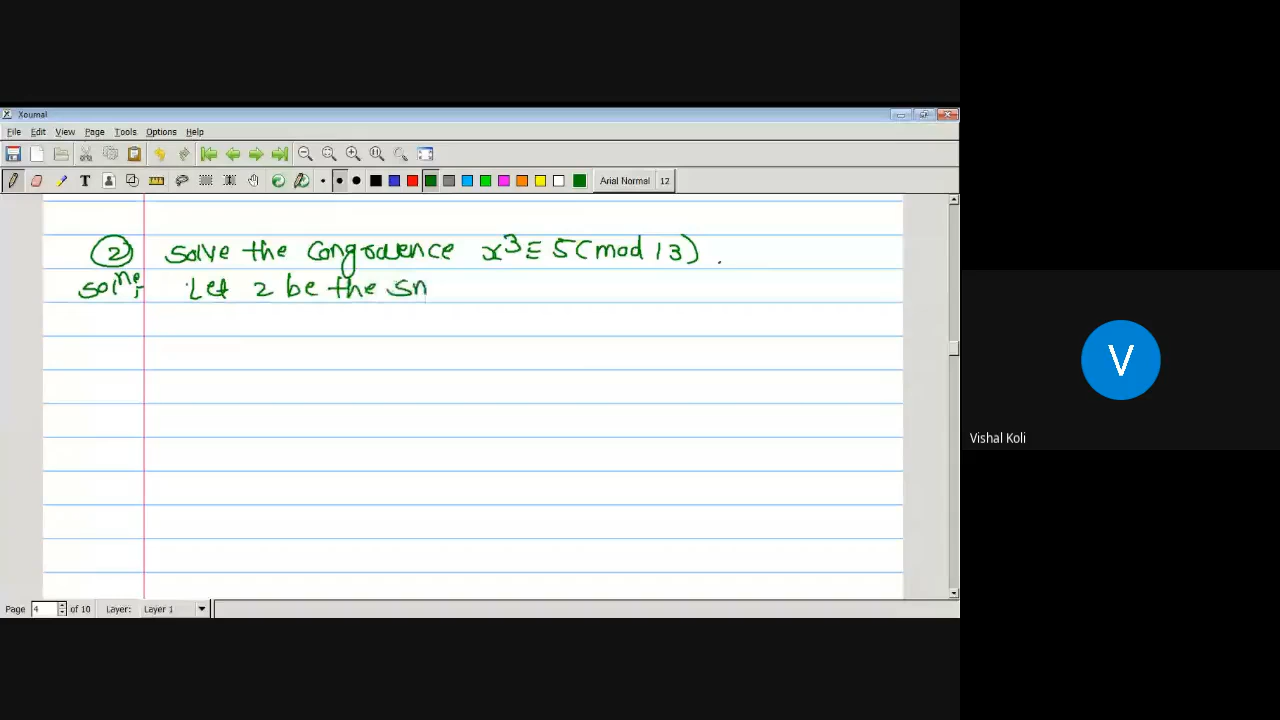 Xournal
File Edit View Page Tools Options Help
Arial Normal 12
2 Solve the Congruence x³ ≡ 5 (mod 13).
Solne:- Let 2 be the sm
V
Vishal Koli
Page 4 of 10 Layer: Layer 1